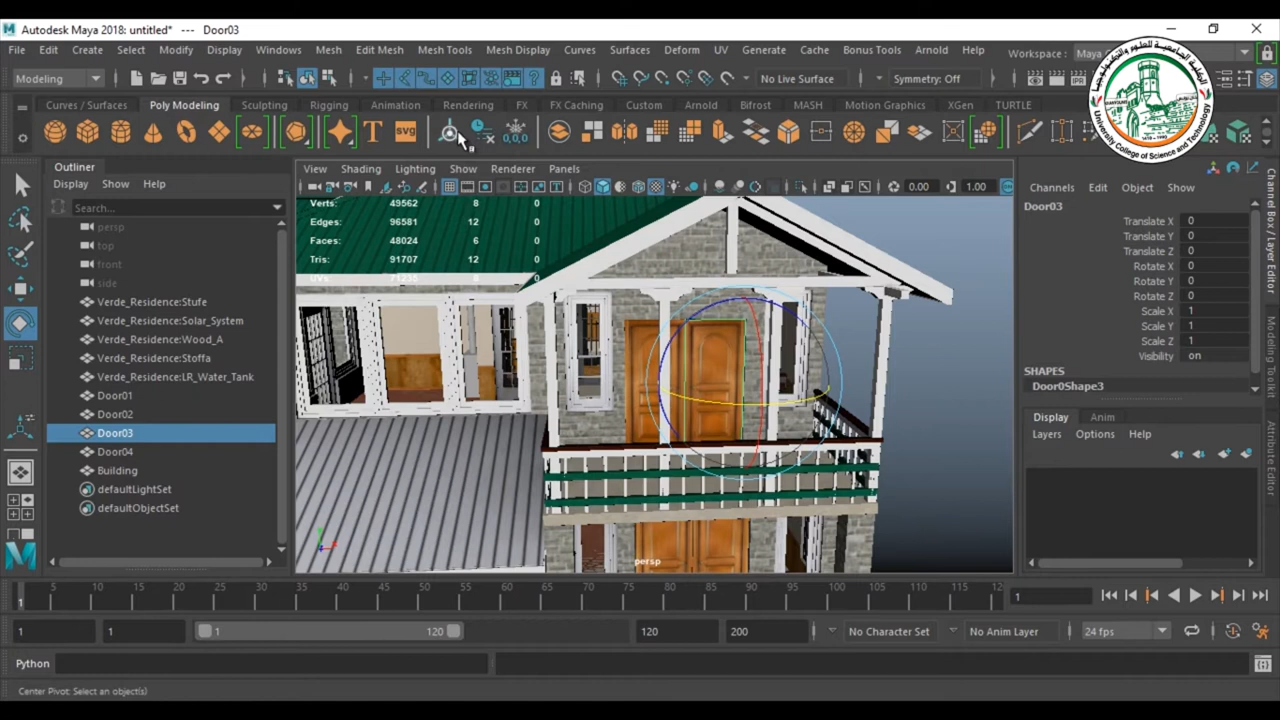 Autodesk Maya 2018: untitled* --- Door03
File Edit Create Select Modify Display Windows Mesh Edit Mesh Mesh Tools Mesh Display Curves Surfaces Deform UV Generate Cache Bonus Tools Arnold Help Workspace: Maya
Modeling No Live Surface Symmetry: Off
Curves / Surfaces Poly Modeling Sculpting Rigging Animation Rendering FX FX Caching Custom Arnold Bifrost MASH Motion Graphics XGen TURTLE
T SVG 0,0,0
University College of Science and Technology
Outliner
Display Show Help
Search...
persp
top
front
side
Verde_Residence:Stufe
Verde_Residence:Solar_System
Verde_Residence:Wood_A
Verde_Residence:Stoffa
Verde_Residence:LR_Water_Tank
Door01
Door02
Door03
Door04
Building
defaultLightSet
defaultObjectSet
View Shading Lighting Show Renderer Panels
0.00 1.00
Verts: 49562 8 0
Edges: 96581 12 0
Faces: 48024 6 0
Tris: 91707 12 0
UVs: 71235 8 0
persp
Channels Edit Object Show
Door03
Translate X 0
Translate Y 0
Translate Z 0
Rotate X 0
Rotate Y 0
Rotate Z 0
Scale X 1
Scale Y 1
Scale Z 1
Visibility on
SHAPES
Door0Shape3
Display Anim
Layers Options Help
Channel Box / Layer Editor
Modeling Toolkit
Attribute Editor
5 10 15 20 25 30 35 40 45 50 55 60 65 70 75 80 85 90 95 100 105 110 115 12
1
1
1 1 1 120 120 200 No Character Set No Anim Layer 24 fps
Python
Center Pivot: Select an object(s)